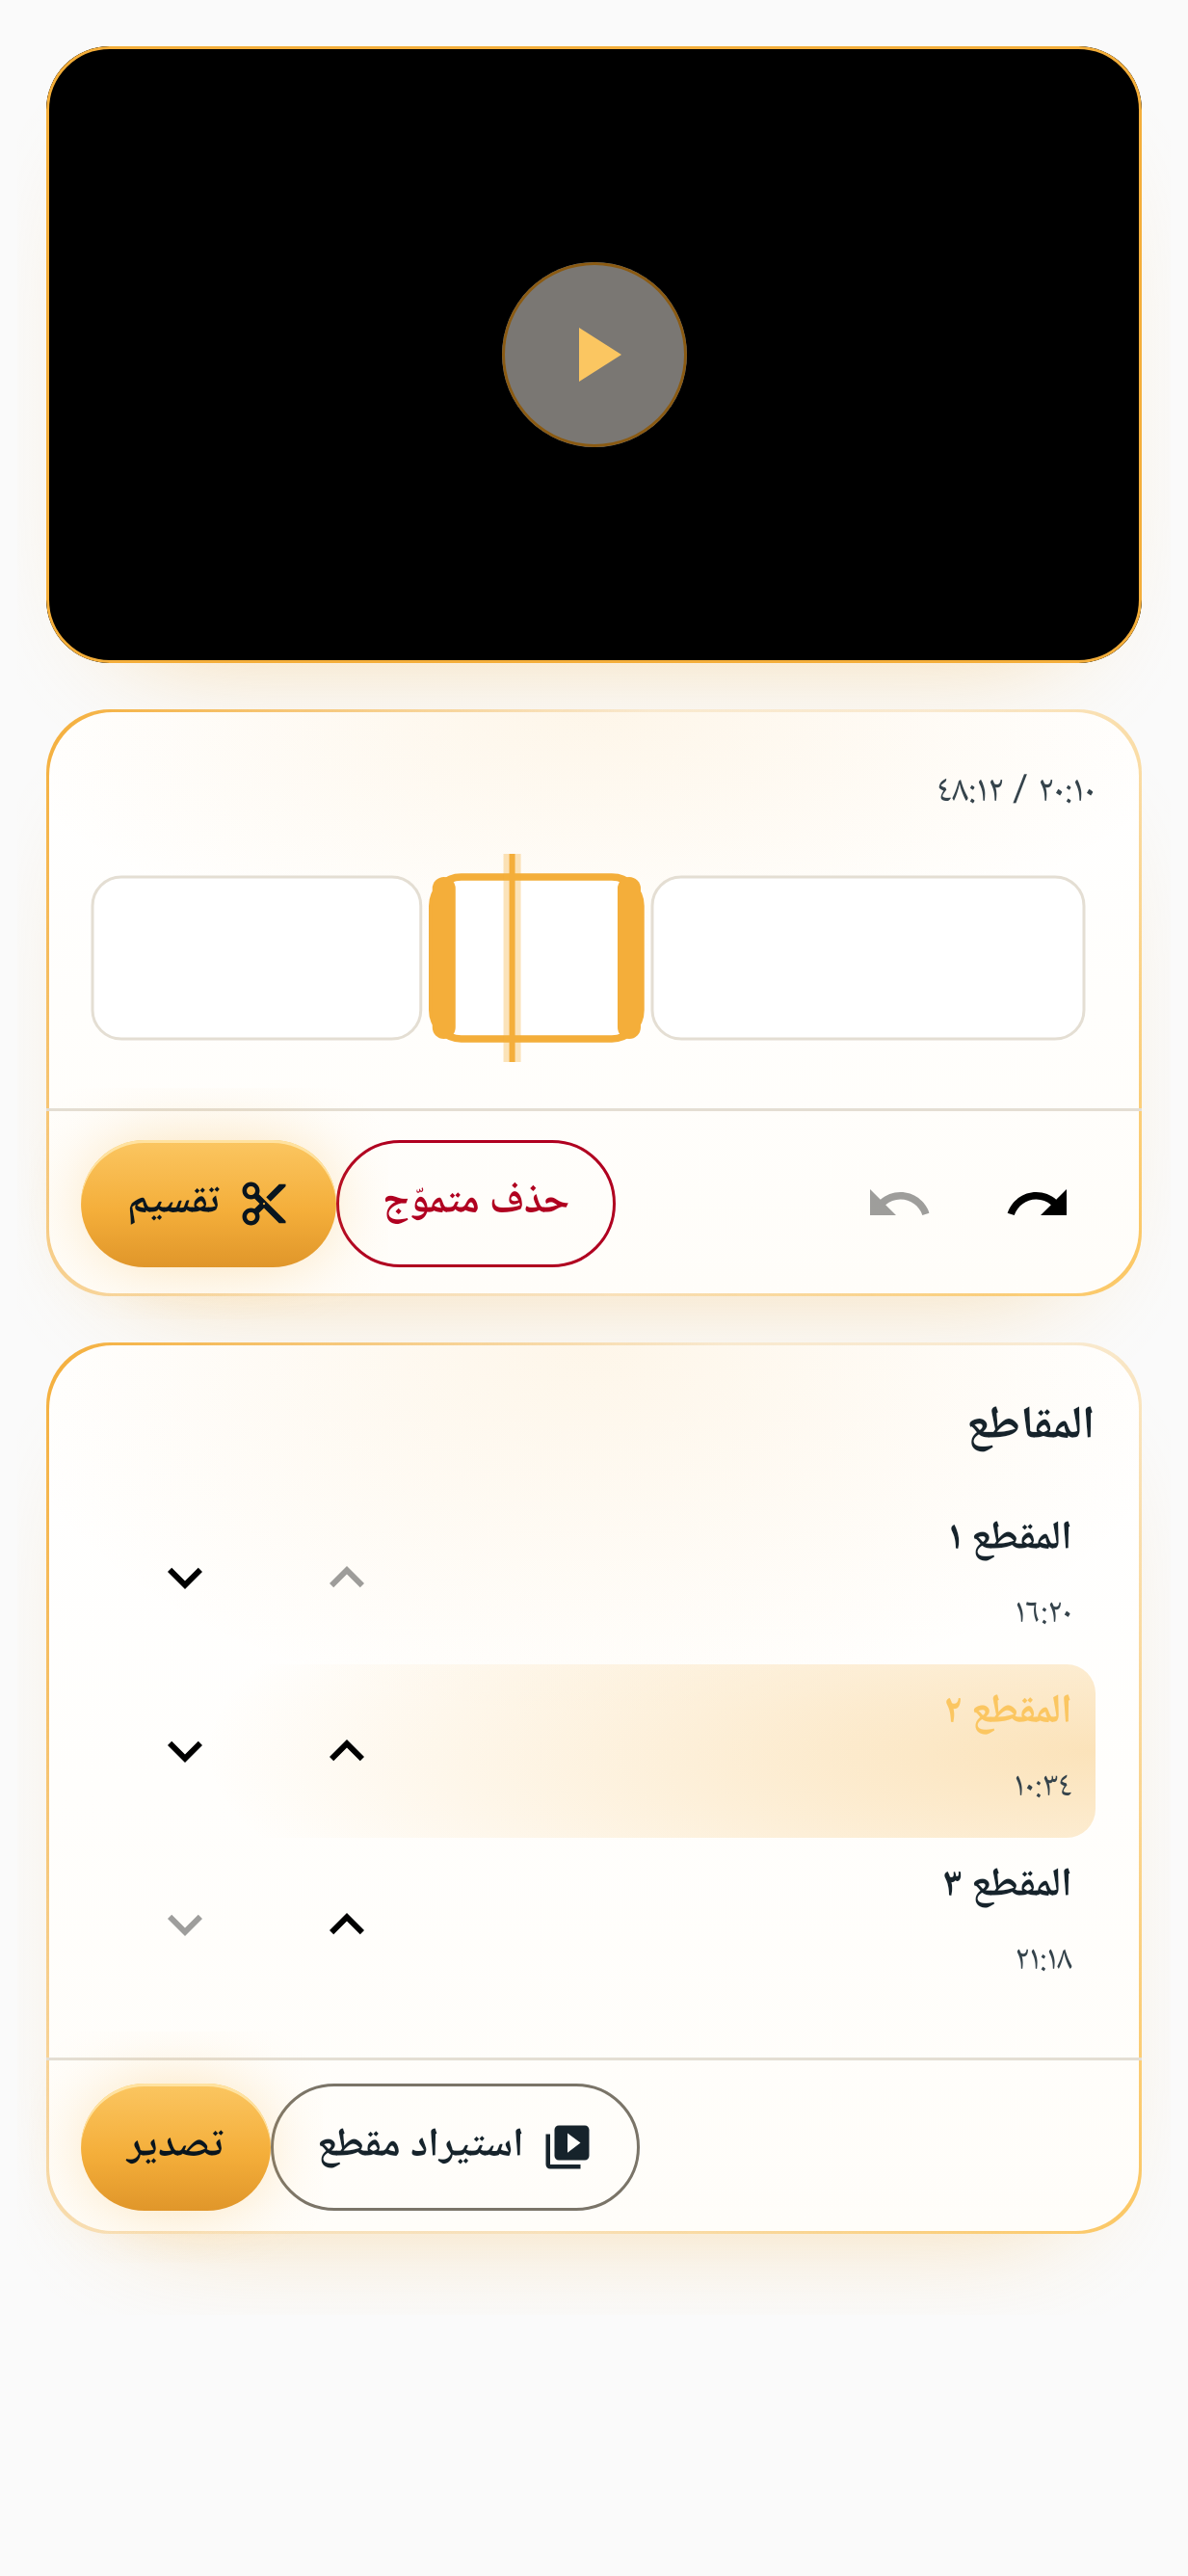 ٢٠:١٠ / ٤٨:١٢
حذف متموّج
تقسيم
المقاطع
المقطع ١
١٦:٢٠
المقطع ٢
١٠:٣٤
المقطع ٣
٢١:١٨
استيراد مقطع
تصدير